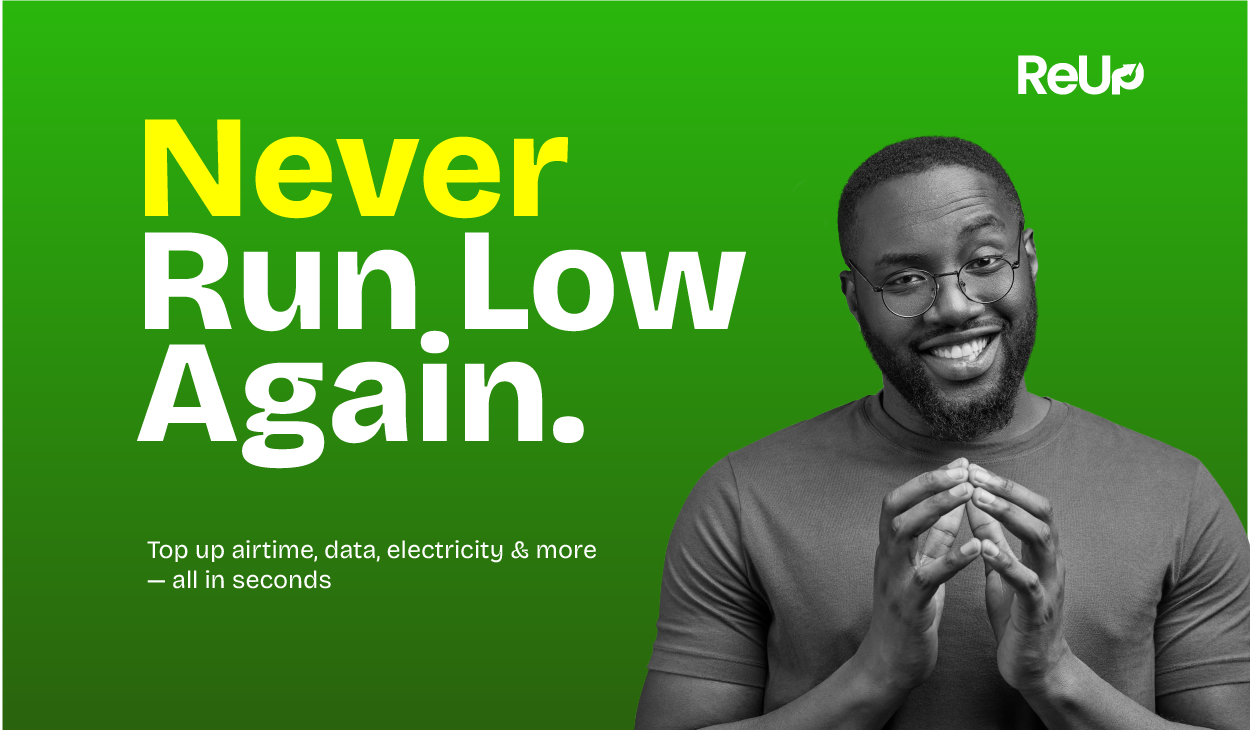 ReUp
Never
Run Low
Again.
Top up airtime, data, electricity & more
— all in seconds